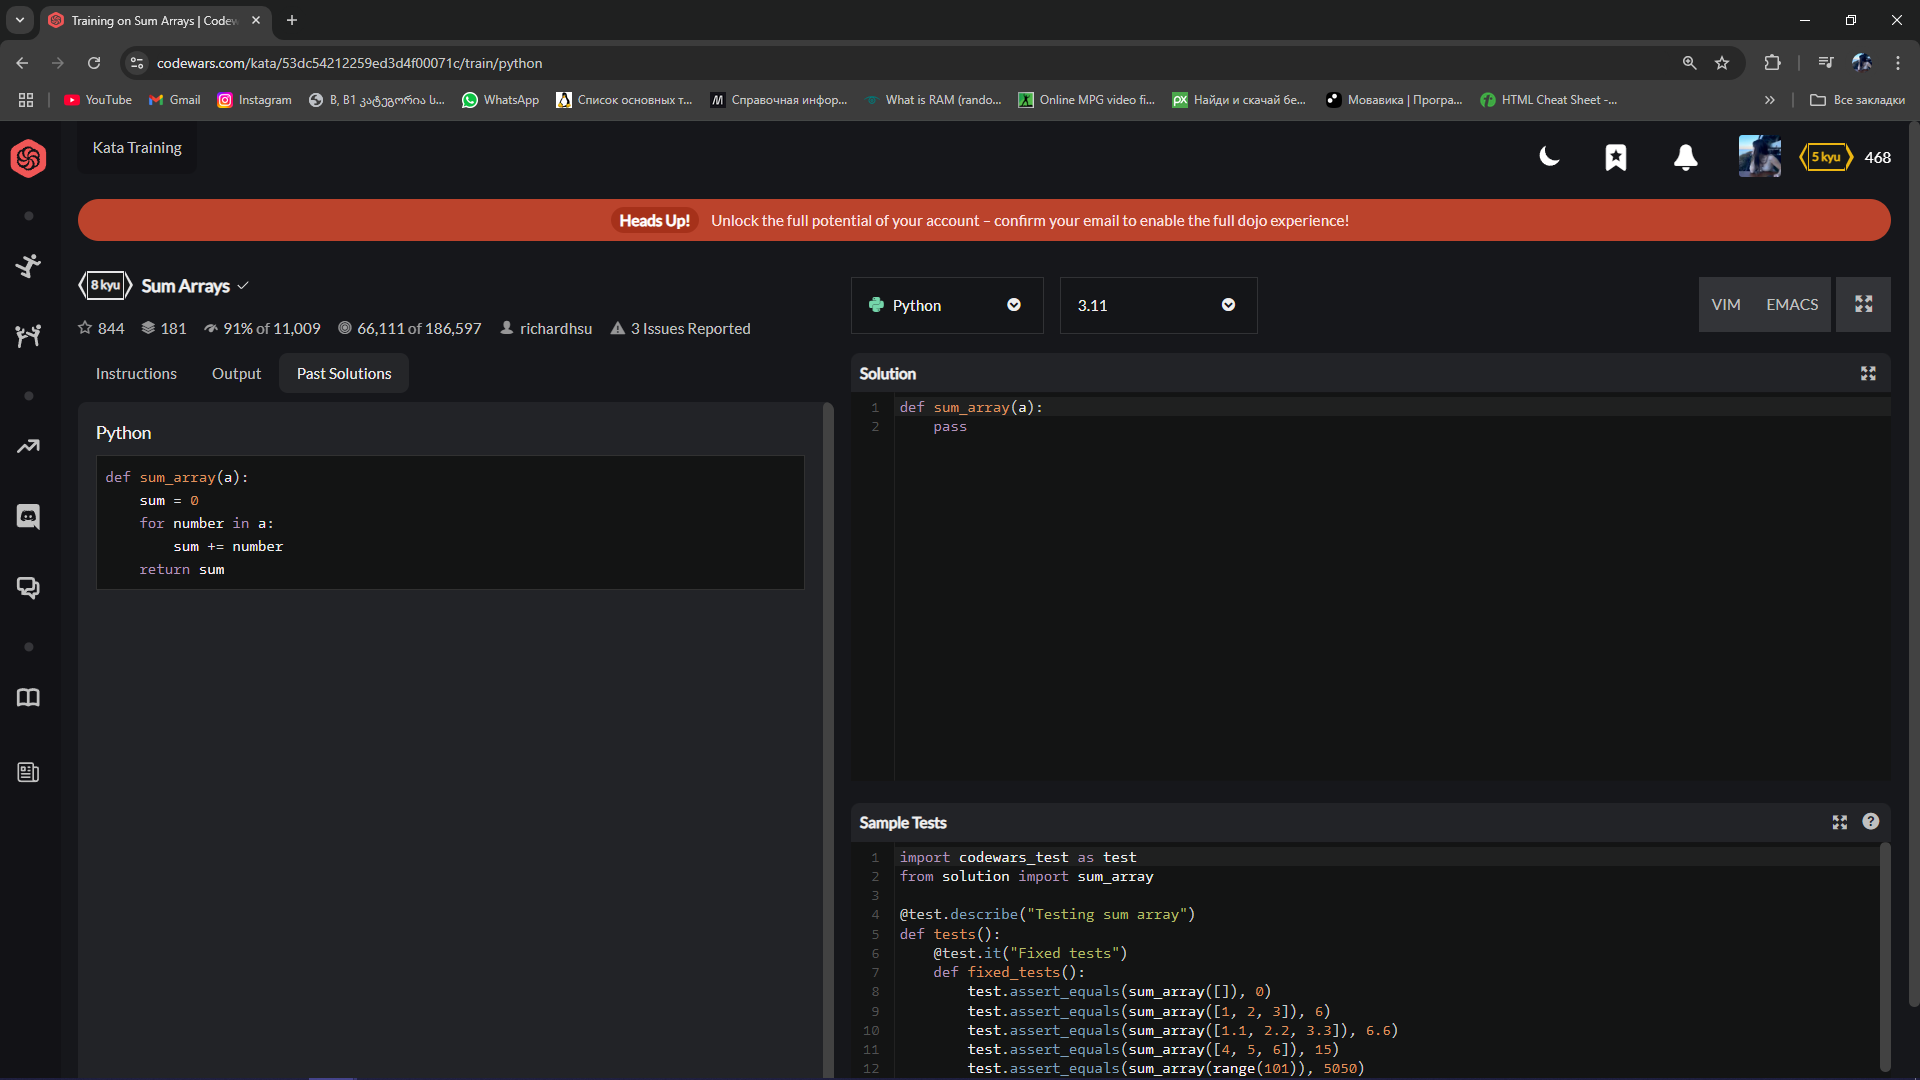 Training on Sum Arrays | Codew
codewars.com/kata/53dc54212259ed3d4f00071c/train/python
YouTube
Gmail
Instagram
B, B1 კატეგორია ს...
WhatsApp
Список основных т...
Справочная инфор...
What is RAM (rando...
Online MPG video fi...
Найди и скачай бе...
Мовавика | Програ...
HTML Cheat Sheet -...
»
Все закладки
Kata Training
5 kyu
468
Heads Up! Unlock the full potential of your account – confirm your email to enable the full dojo experience!
8 kyu Sum Arrays
844 181 91% of 11,009 66,111 of 186,597 richardhsu 3 Issues Reported
Python
3.11
VIM EMACS
Instructions Output Past Solutions
Python
def sum_array(a):
    sum = 0
    for number in a:
        sum += number
    return sum
Solution
1 def sum_array(a):
2     pass
Sample Tests
1 import codewars_test as test
2 from solution import sum_array
3
4 @test.describe("Testing sum array")
5 def tests():
6     @test.it("Fixed tests")
7     def fixed_tests():
8         test.assert_equals(sum_array([]), 0)
9         test.assert_equals(sum_array([1, 2, 3]), 6)
10         test.assert_equals(sum_array([1.1, 2.2, 3.3]), 6.6)
11         test.assert_equals(sum_array([4, 5, 6]), 15)
12         test.assert_equals(sum_array(range(101)), 5050)